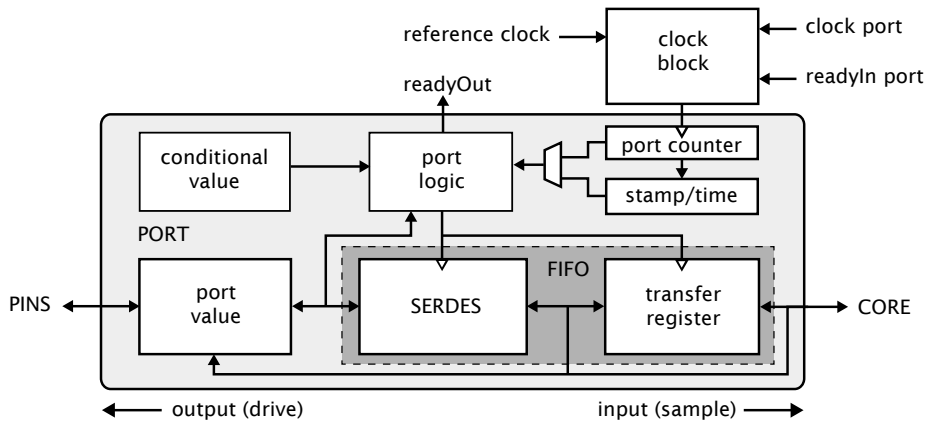 reference clock
clock
block
clock port
readyIn port
readyOut
conditional
value
port
logic
port counter
stamp/time
PORT
FIFO
PINS
port
value
SERDES
transfer
register
CORE
output (drive)
input (sample)